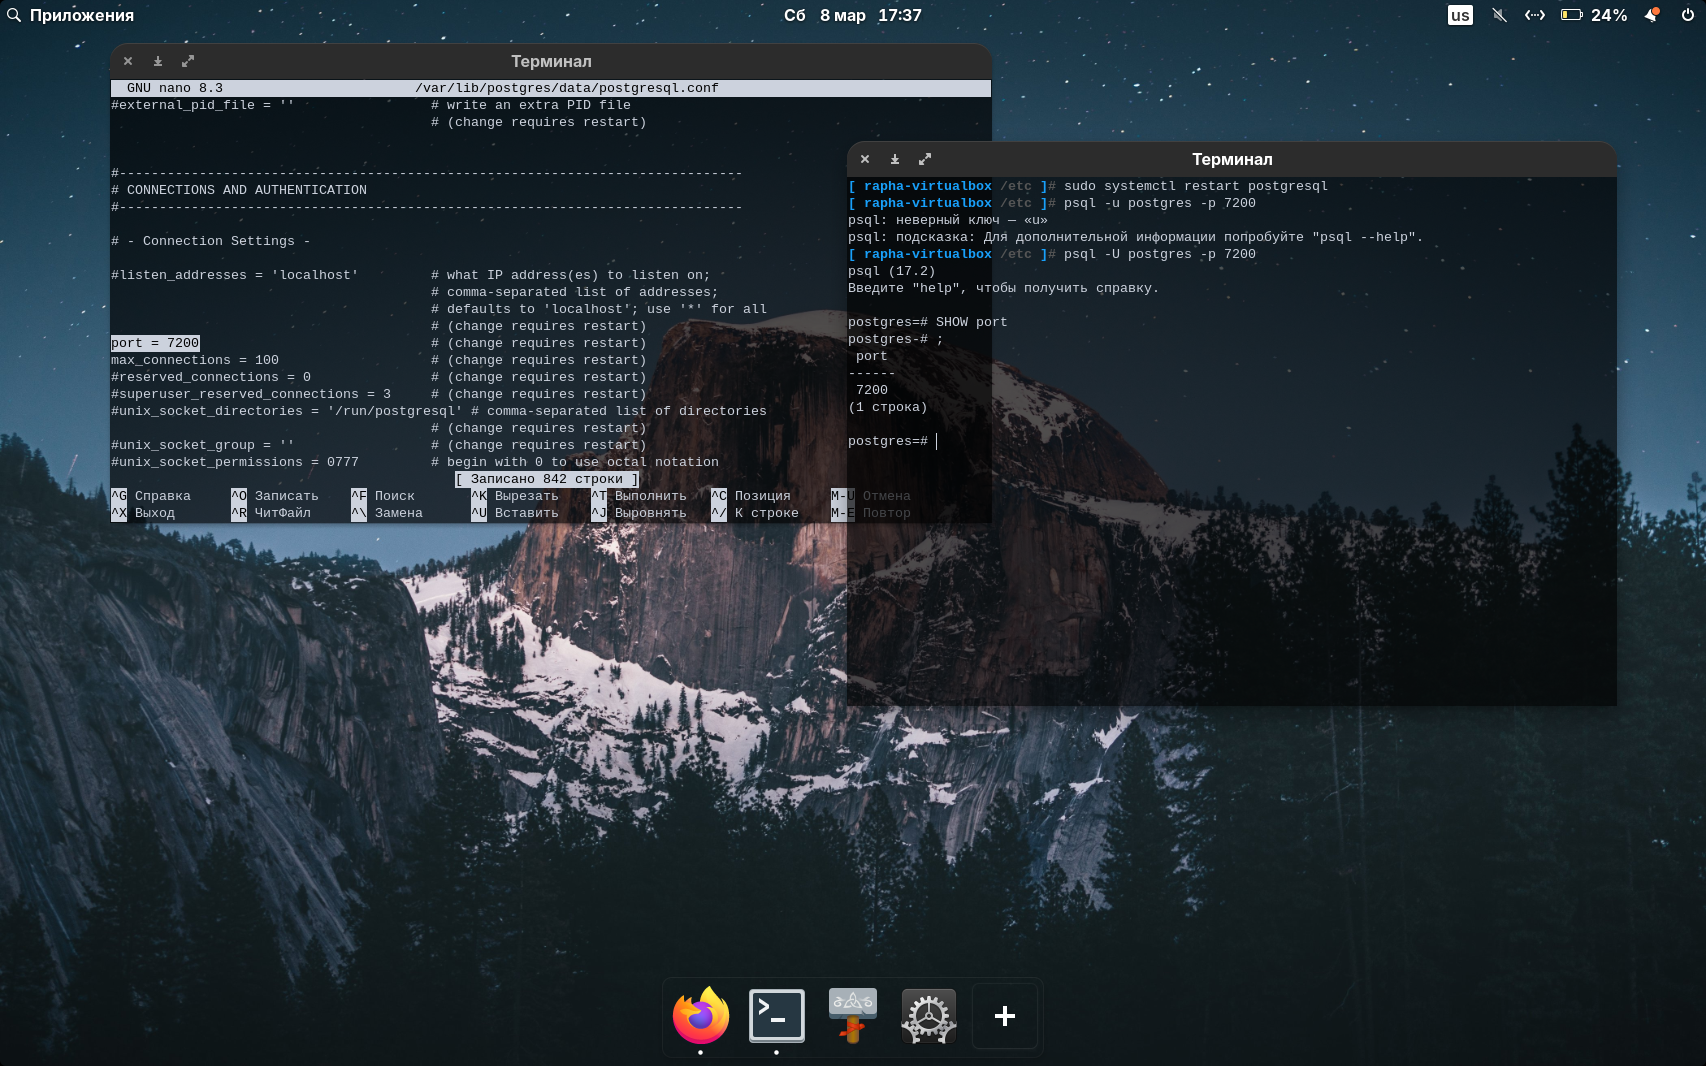 Приложения
Сб 8 мар 17:37
us
24%
Терминал
GNU nano 8.3 /var/lib/postgres/data/postgresql.conf
#external_pid_file = '' # write an extra PID file
# (change requires restart)
#------------------------------------------------------------------------------
# CONNECTIONS AND AUTHENTICATION
#------------------------------------------------------------------------------
# - Connection Settings -
#listen_addresses = 'localhost' # what IP address(es) to listen on;
# comma-separated list of addresses;
# defaults to 'localhost'; use '*' for all
# (change requires restart)
port = 7200 # (change requires restart)
max_connections = 100 # (change requires restart)
#reserved_connections = 0 # (change requires restart)
#superuser_reserved_connections = 3 # (change requires restart)
#unix_socket_directories = '/run/postgresql' # comma-separated list of directories
# (change requires restart)
#unix_socket_group = '' # (change requires restart)
#unix_socket_permissions = 0777 # begin with 0 to use octal notation
[ Записано 842 строки ]
^G Справка ^O Записать ^F Поиск ^K Вырезать ^T Выполнить ^C Позиция M-U Отмена
^X Выход ^R ЧитФайл ^\ Замена ^U Вставить ^J Выровнять ^/ К строке M-E Повтор
Терминал
[ rapha-virtualbox /etc ]# sudo systemctl restart postgresql
[ rapha-virtualbox /etc ]# psql -u postgres -p 7200
psql: неверный ключ — «u»
psql: подсказка: Для дополнительной информации попробуйте "psql --help".
[ rapha-virtualbox /etc ]# psql -U postgres -p 7200
psql (17.2)
Введите "help", чтобы получить справку.
postgres=# SHOW port
postgres-# ;
port
------
7200
(1 строка)
postgres=#